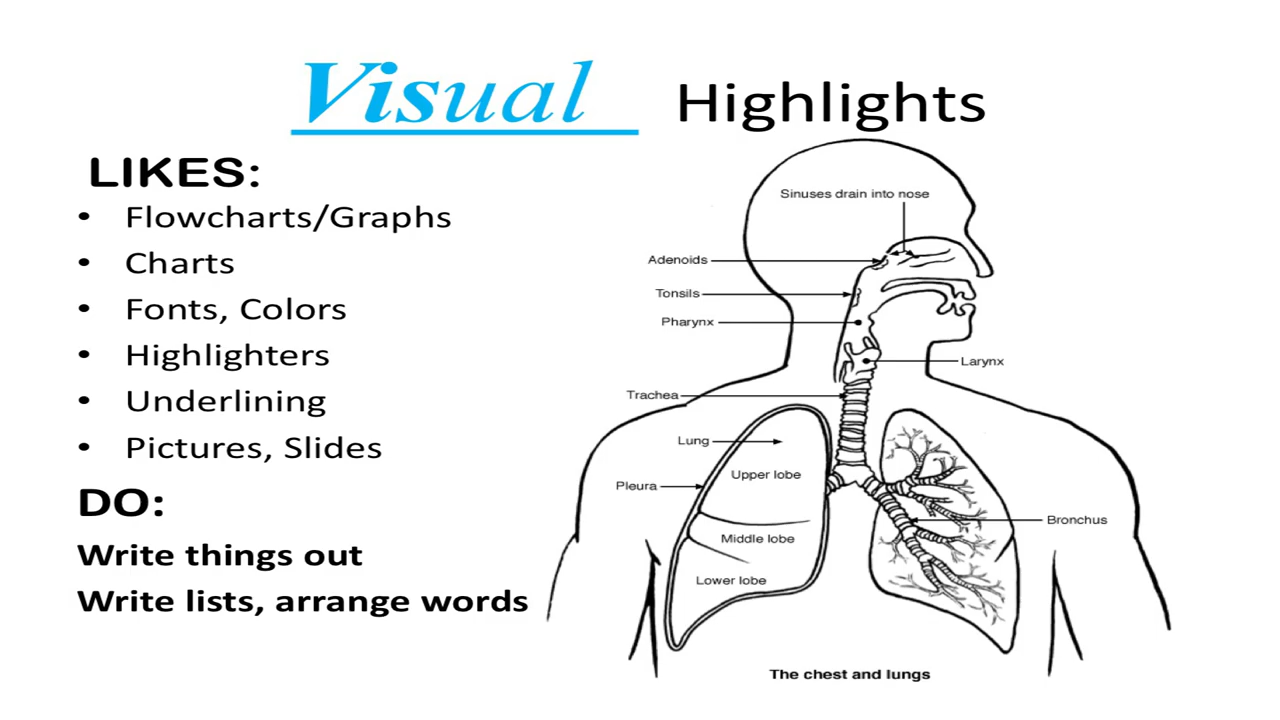 Visual Highlights
LIKES:
• Flowcharts/Graphs
• Charts
• Fonts, Colors
• Highlighters
• Underlining
• Pictures, Slides
DO:
Write things out
Write lists, arrange words
Sinuses drain into nose
Adenoids
Tonsils
Pharynx
Larynx
Trachea
Lung
Upper lobe
Pleura
Bronchus
Middle lobe
Lower lobe
The chest and lungs